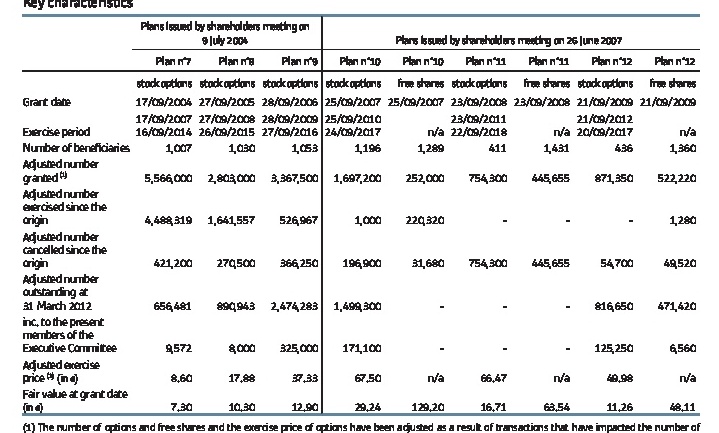 Key characteristics
Plans issued by shareholders meeting on
9 July 2004 Plans issued by shareholders meeting on 26 June 2007
Plan n°7 Plan n°8 Plan n°9 Plan n°10 Plan n°10 Plan n°11 Plan n°11 Plan n°12 Plan n°12
stock options stock options stock options stock options free shares stock options free shares stock options free shares
Grant date 17/09/2004 27/09/2005 28/09/2006 25/09/2007 25/09/2007 23/09/2008 23/09/2008 21/09/2009 21/09/2009
17/09/2007 27/09/2008 28/09/2009 25/09/2010 23/09/2011 21/09/2012
Exercise period 16/09/2014 26/09/2015 27/09/2016 24/09/2017 n/a 22/09/2018 n/a 20/09/2017 n/a
Number of beneficiaries 1,007 1,030 1,053 1,196 1,289 411 1,431 436 1,360
Adjusted number
granted (1) 5,566,000 2,803,000 3,367,500 1,697,200 252,000 754,300 445,655 871,350 522,220
Adjusted number
exercised since the
origin 4,488,319 1,641,557 526,967 1,000 220,320 - - - 1,280
Adjusted number
cancelled since the
origin 421,200 270,500 366,250 196,900 31,680 754,300 445,655 54,700 49,520
Adjusted number
outstanding at
31 March 2012 656,481 890,943 2,474,283 1,499,300 - - - 816,650 471,420
inc. to the present
members of the
Executive Committee 9,572 8,000 325,000 171,100 - - - 125,250 6,560
Adjusted exercise
price (1) (in €) 8.60 17.88 37.33 67.50 n/a 66.47 n/a 49.98 n/a
Fair value at grant date
(in €) 7.30 10.30 12.90 29.24 129.20 16.71 63.54 11.26 48.11
(1) The number of options and free shares and the exercise price of options have been adjusted as a result of transactions that have impacted the number of